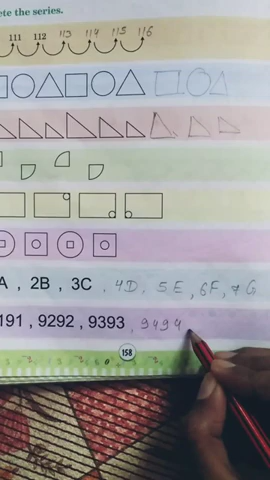 ete the series.
111 112 113 114 115 116
A , 2B , 3C , 4D, 5E, 6F, 7G
191 , 9292 , 9393 , 9494
158